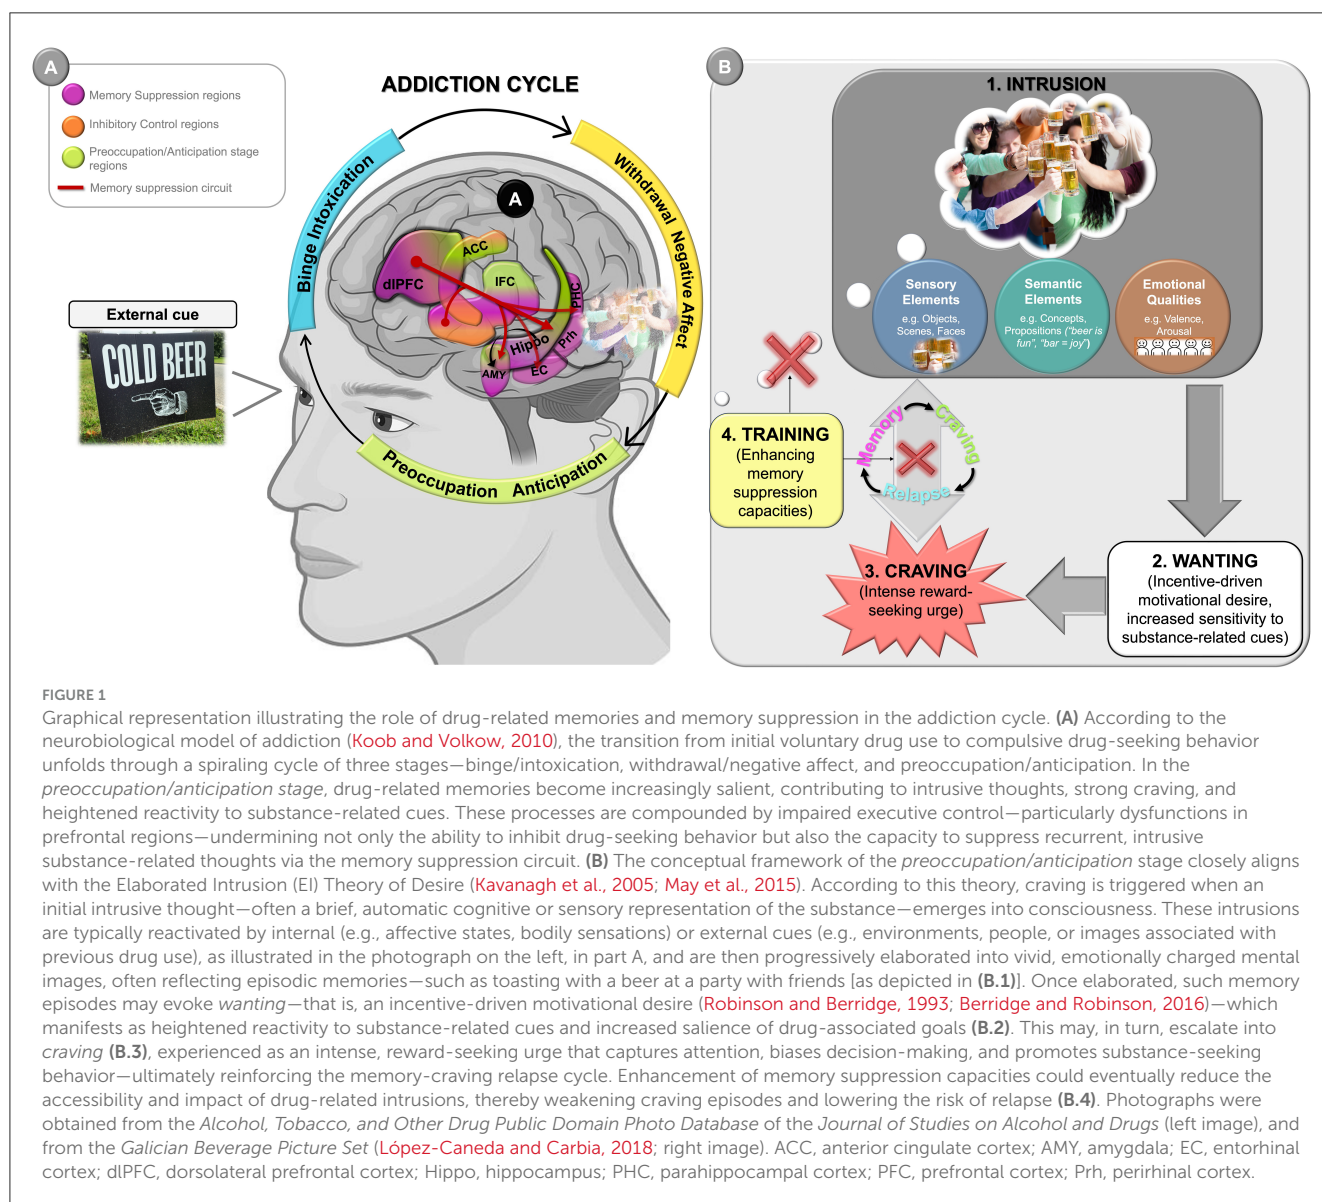 A
Memory Suppression regions
Inhibitory Control regions
Preoccupation/Anticipation stage
regions
Memory suppression circuit
ADDICTION CYCLE
Binge Intoxication
Withdrawal Negative Affect
Preoccupation Anticipation
A
ACC
dlPFC
IFC
PHC
Hippo
Prh
AMY
EC
External cue
COLD BEER
B
1. INTRUSION
Sensory
Elements
e.g. Objects,
Scenes, Faces
Semantic
Elements
e.g. Concepts,
Propositions ("beer is
fun", "bar = joy")
Emotional
Qualities
e.g. Valence,
Arousal
4. TRAINING
(Enhancing
memory
suppression
capacities)
Memory
Craving
Relapse
3. CRAVING
(Intense reward-
seeking urge)
2. WANTING
(Incentive-driven
motivational desire,
increased sensitivity to
substance-related cues)
FIGURE 1
Graphical representation illustrating the role of drug-related memories and memory suppression in the addiction cycle. (A) According to the
neurobiological model of addiction (Koob and Volkow, 2010), the transition from initial voluntary drug use to compulsive drug-seeking behavior
unfolds through a spiraling cycle of three stages—binge/intoxication, withdrawal/negative affect, and preoccupation/anticipation. In the
preoccupation/anticipation stage, drug-related memories become increasingly salient, contributing to intrusive thoughts, strong craving, and
heightened reactivity to substance-related cues. These processes are compounded by impaired executive control—particularly dysfunctions in
prefrontal regions—undermining not only the ability to inhibit drug-seeking behavior but also the capacity to suppress recurrent, intrusive
substance-related thoughts via the memory suppression circuit. (B) The conceptual framework of the preoccupation/anticipation stage closely aligns
with the Elaborated Intrusion (EI) Theory of Desire (Kavanagh et al., 2005; May et al., 2015). According to this theory, craving is triggered when an
initial intrusive thought—often a brief, automatic cognitive or sensory representation of the substance—emerges into consciousness. These intrusions
are typically reactivated by internal (e.g., affective states, bodily sensations) or external cues (e.g., environments, people, or images associated with
previous drug use), as illustrated in the photograph on the left, in part A, and are then progressively elaborated into vivid, emotionally charged mental
images, often reflecting episodic memories—such as toasting with a beer at a party with friends [as depicted in (B.1)]. Once elaborated, such memory
episodes may evoke wanting—that is, an incentive-driven motivational desire (Robinson and Berridge, 1993; Berridge and Robinson, 2016)—which
manifests as heightened reactivity to substance-related cues and increased salience of drug-associated goals (B.2). This may, in turn, escalate into
craving (B.3), experienced as an intense, reward-seeking urge that captures attention, biases decision-making, and promotes substance-seeking
behavior—ultimately reinforcing the memory-craving relapse cycle. Enhancement of memory suppression capacities could eventually reduce the
accessibility and impact of drug-related intrusions, thereby weakening craving episodes and lowering the risk of relapse (B.4). Photographs were
obtained from the Alcohol, Tobacco, and Other Drug Public Domain Photo Database of the Journal of Studies on Alcohol and Drugs (left image), and
from the Galician Beverage Picture Set (López-Caneda and Carbia, 2018; right image). ACC, anterior cingulate cortex; AMY, amygdala; EC, entorhinal
cortex; dlPFC, dorsolateral prefrontal cortex; Hippo, hippocampus; PHC, parahippocampal cortex; PFC, prefrontal cortex; Prh, perirhinal cortex.